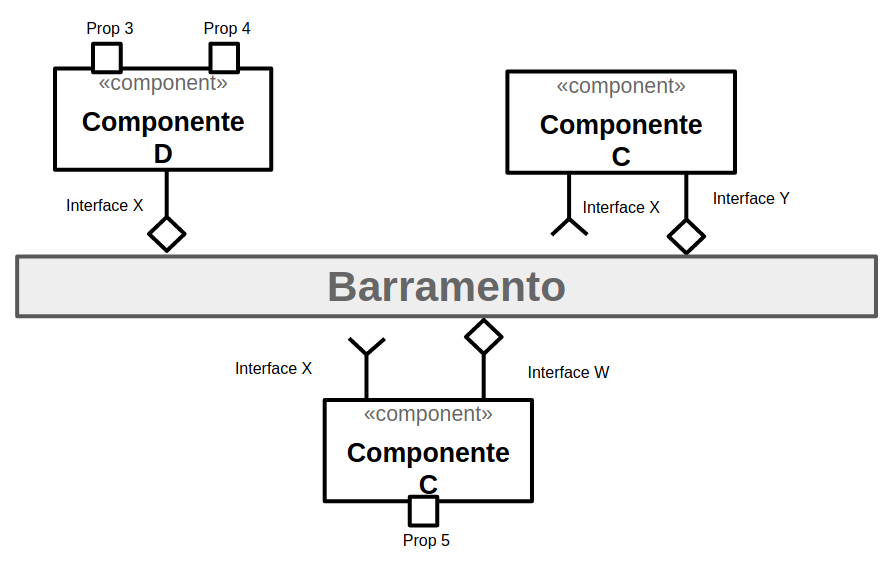 Prop 3
Prop 4
«component»
Componente
D
Interface X
«component»
Componente
C
Interface X
Interface Y
Barramento
Interface X
Interface W
«component»
Componente
C
Prop 5